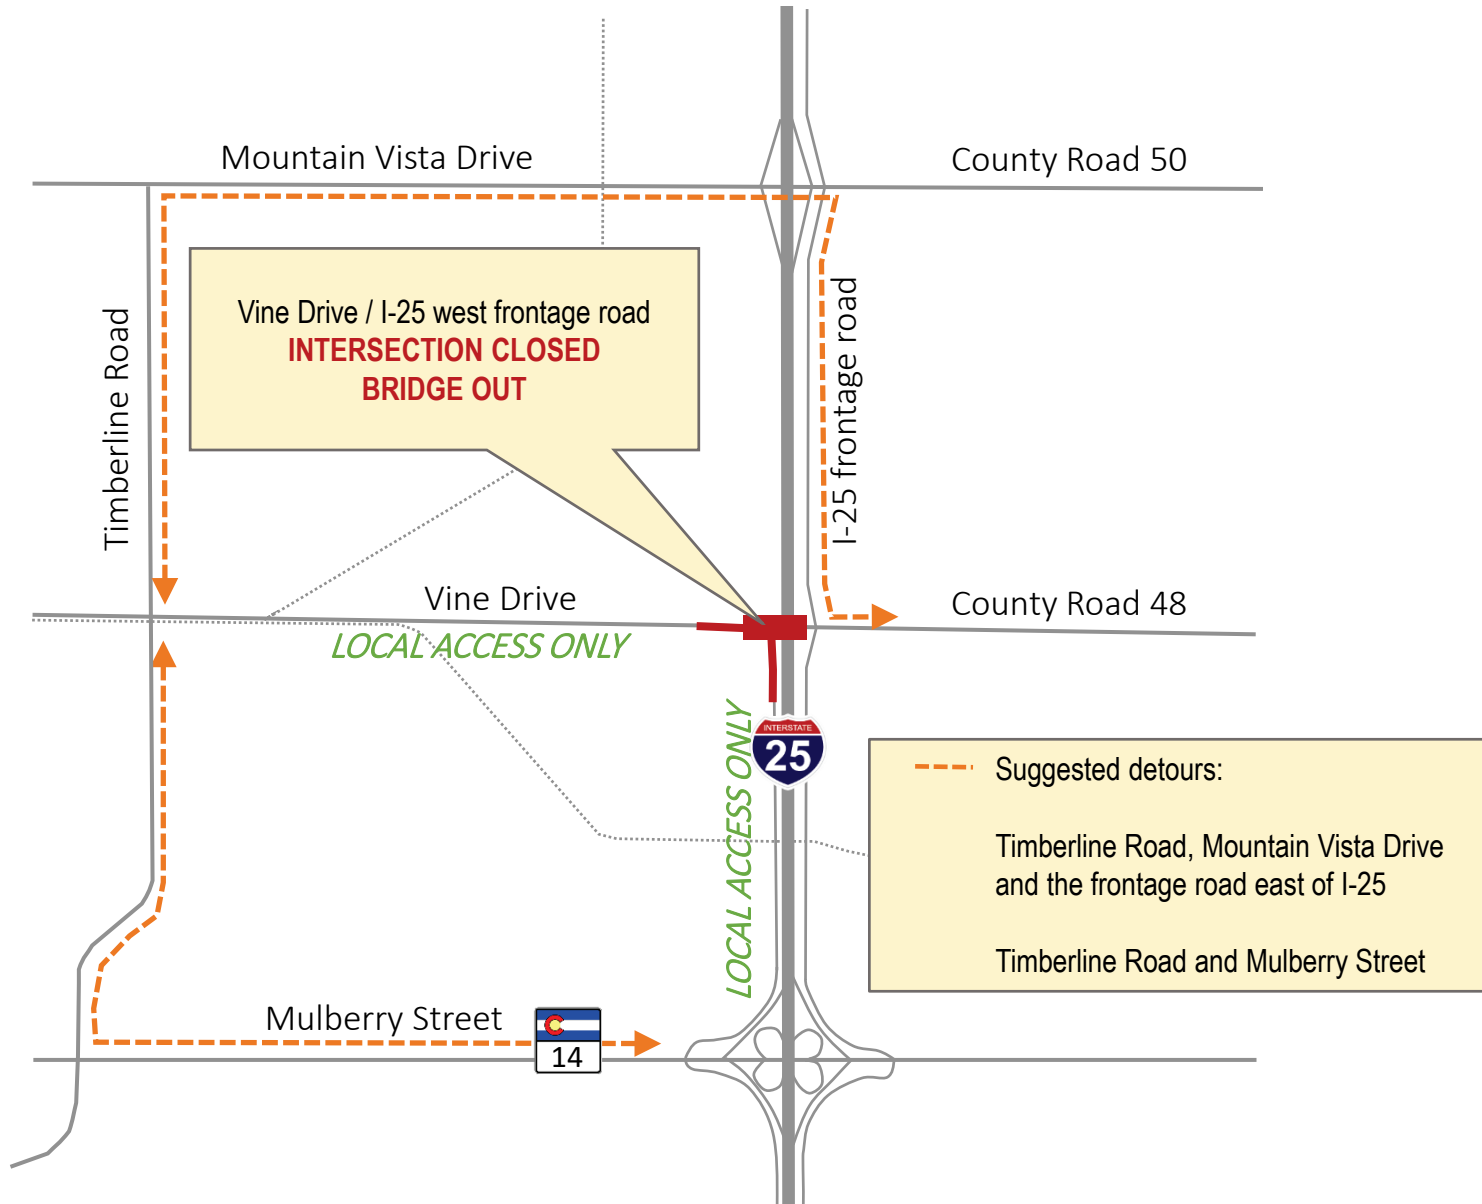 Mountain Vista Drive
County Road 50
Vine Drive / I-25 west frontage road
INTERSECTION CLOSED
BRIDGE OUT
Timberline Road
I-25 frontage road
Vine Drive
County Road 48
LOCAL ACCESS ONLY
LOCAL ACCESS ONLY
INTERSTATE
25
Suggested detours:
Timberline Road, Mountain Vista Drive
and the frontage road east of I-25
Timberline Road and Mulberry Street
Mulberry Street
14